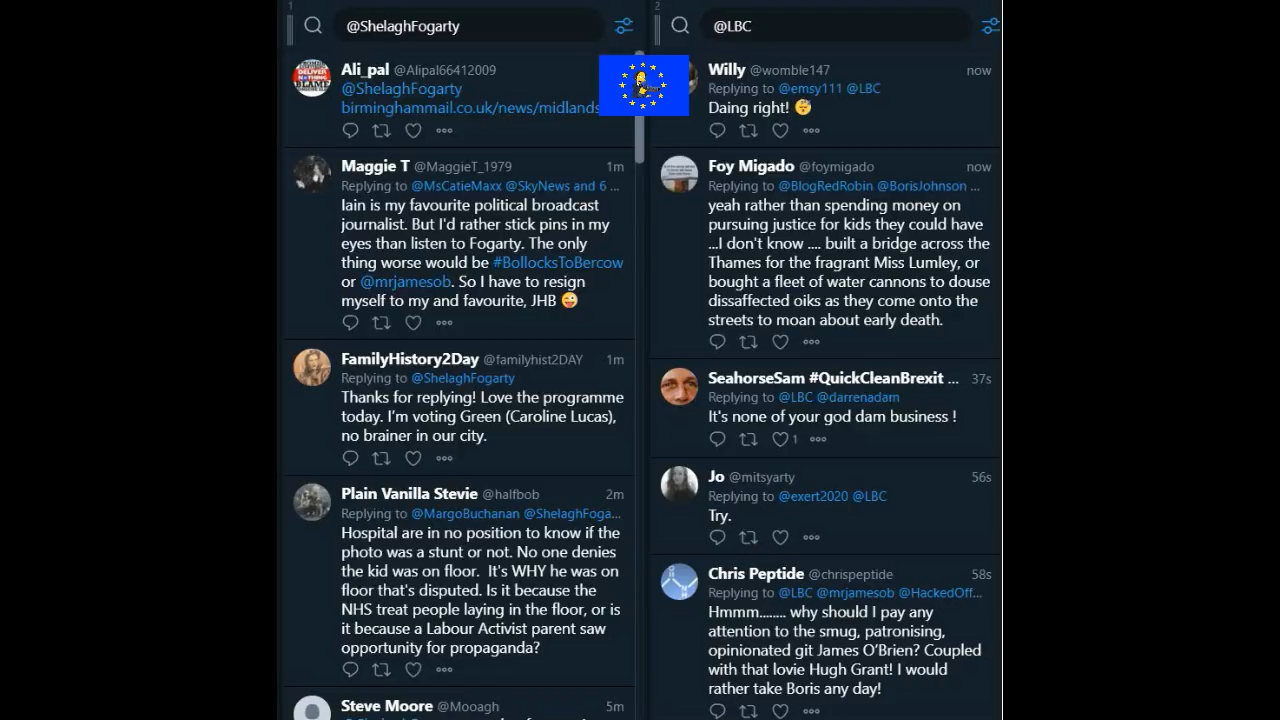 1
@ShelaghFogarty
Ali_pal @Alipal66412009
@ShelaghFogarty
birminghammail.co.uk/news/midlands
Maggie T @MaggieT_1979 1m
Replying to @MsCatieMaxx @SkyNews and 6 ...
Iain is my favourite political broadcast
journalist. But I'd rather stick pins in my
eyes than listen to Fogarty. The only
thing worse would be #BollocksToBercow
or @mrjamesob. So I have to resign
myself to my and favourite, JHB 😜
FamilyHistory2Day @familyhist2DAY 1m
Replying to @ShelaghFogarty
Thanks for replying! Love the programme
today. I'm voting Green (Caroline Lucas),
no brainer in our city.
Plain Vanilla Stevie @halfbob 2m
Replying to @MargoBuchanan @ShelaghFoga...
Hospital are in no position to know if the
photo was a stunt or not. No one denies
the kid was on floor. It's WHY he was on
floor that's disputed. Is it because the
NHS treat people laying in the floor, or is
it because a Labour Activist parent saw
opportunity for propaganda?
Steve Moore @Mooagh 5m
2
@LBC
Willy @womble147 now
Replying to @emsy111 @LBC
Daing right! 😴
Foy Migado @foymigado now
Replying to @BlogRedRobin @BorisJohnson ...
yeah rather than spending money on
pursuing justice for kids they could have
...I don't know .... built a bridge across the
Thames for the fragrant Miss Lumley, or
bought a fleet of water cannons to douse
dissaffected oiks as they come onto the
streets to moan about early death.
SeahorseSam #QuickCleanBrexit ... 37s
Replying to @LBC @darrenadam
It's none of your god dam business !
1
Jo @mitsyarty 56s
Replying to @exert2020 @LBC
Try.
Chris Peptide @chrispeptide 58s
Replying to @LBC @mrjamesob @HackedOff...
Hmmm........ why should I pay any
attention to the smug, patronising,
opinionated git James O'Brien? Coupled
with that lovie Hugh Grant! I would
rather take Boris any day!